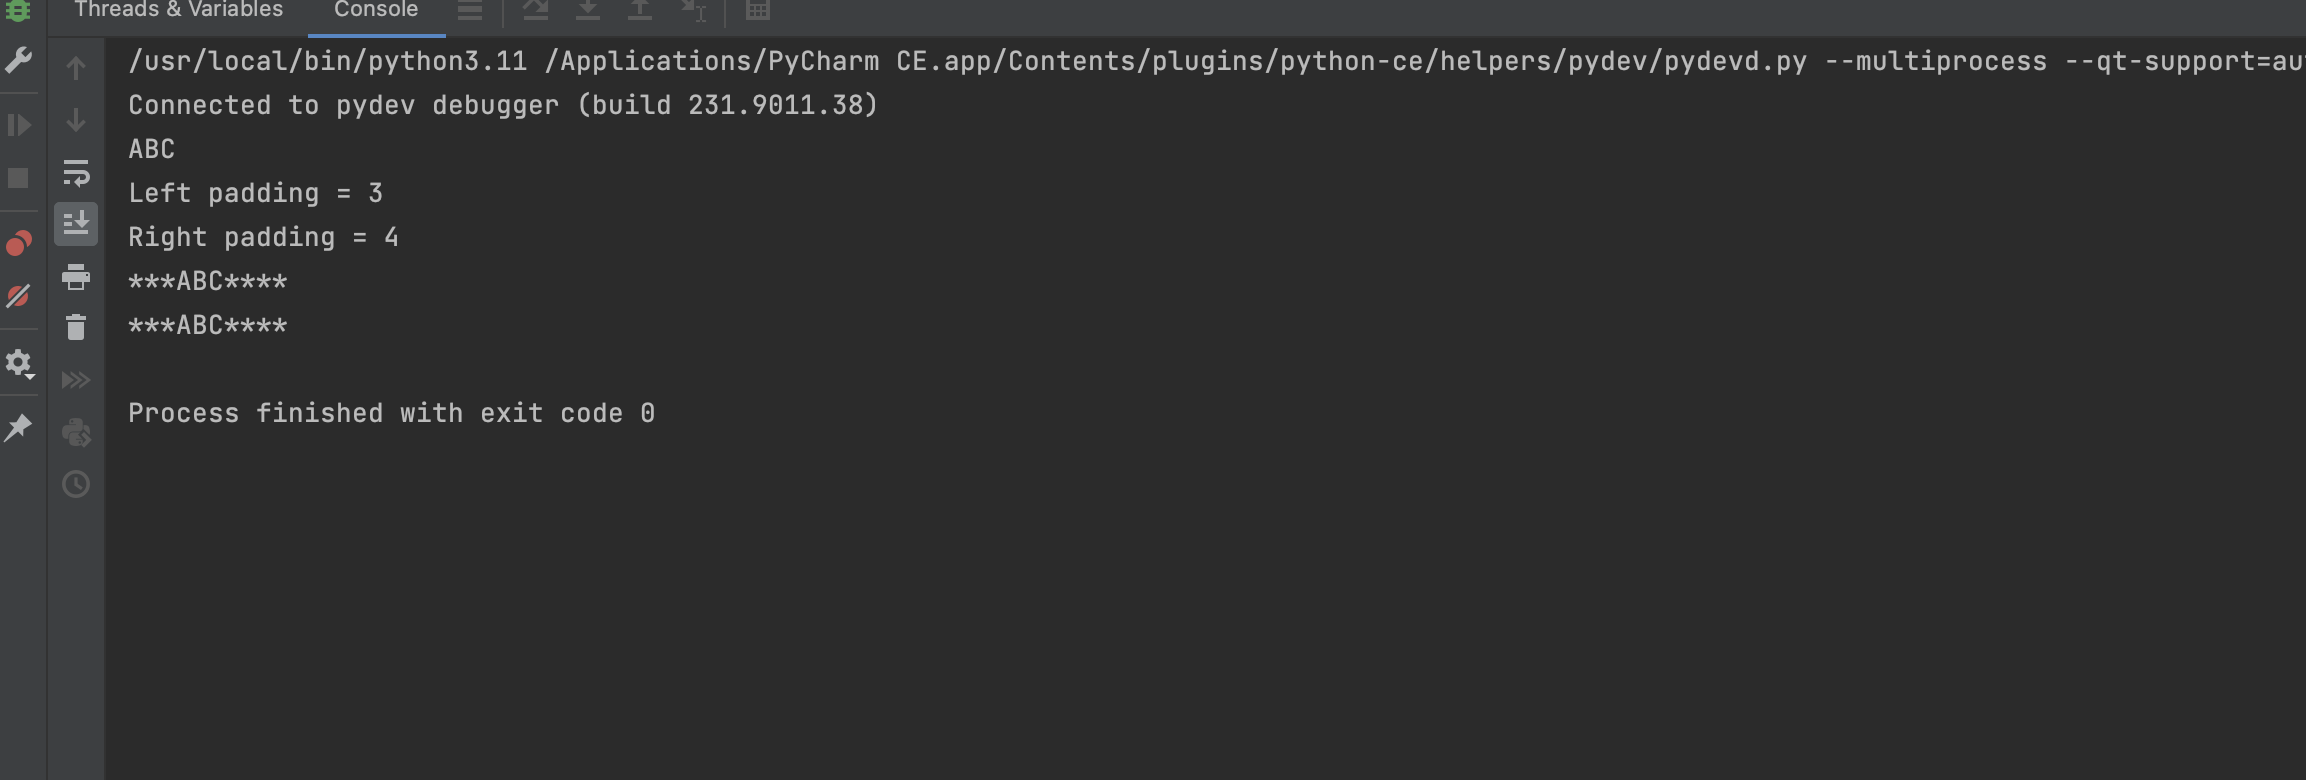 Threads & Variables Console
/usr/local/bin/python3.11 /Applications/PyCharm CE.app/Contents/plugins/python-ce/helpers/pydev/pydevd.py --multiprocess --qt-support=au
Connected to pydev debugger (build 231.9011.38)
ABC
Left padding = 3
Right padding = 4
***ABC****
***ABC****
Process finished with exit code 0